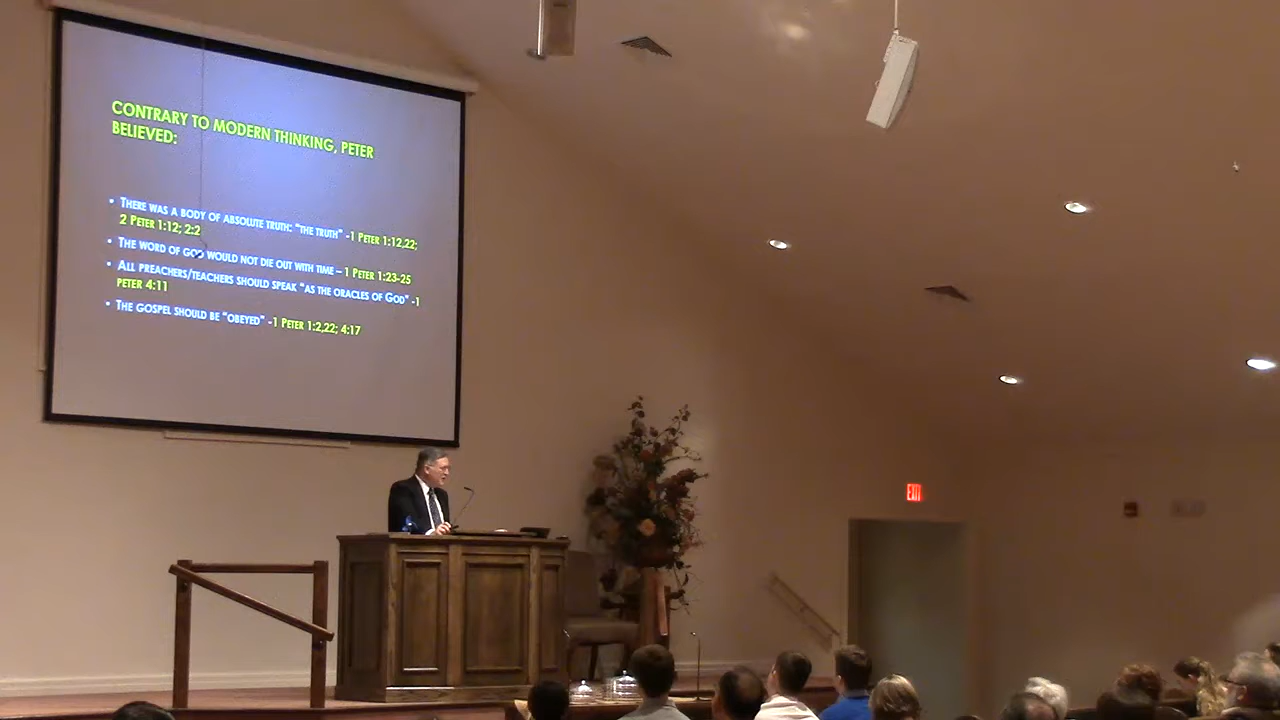 CONTRARY TO MODERN THINKING, PETER
BELIEVED:
• THERE WAS A BODY OF ABSOLUTE TRUTH: "THE TRUTH" -1 PETER 1:12,22;
2 PETER 1:12; 2:2
• THE WORD OF GOD WOULD NOT DIE OUT WITH TIME – 1 PETER 1:23-25
• ALL PREACHERS/TEACHERS SHOULD SPEAK "AS THE ORACLES OF GOD" -1
PETER 4:11
• THE GOSPEL SHOULD BE "OBEYED" -1 PETER 1:2,22; 4:17
EXIT